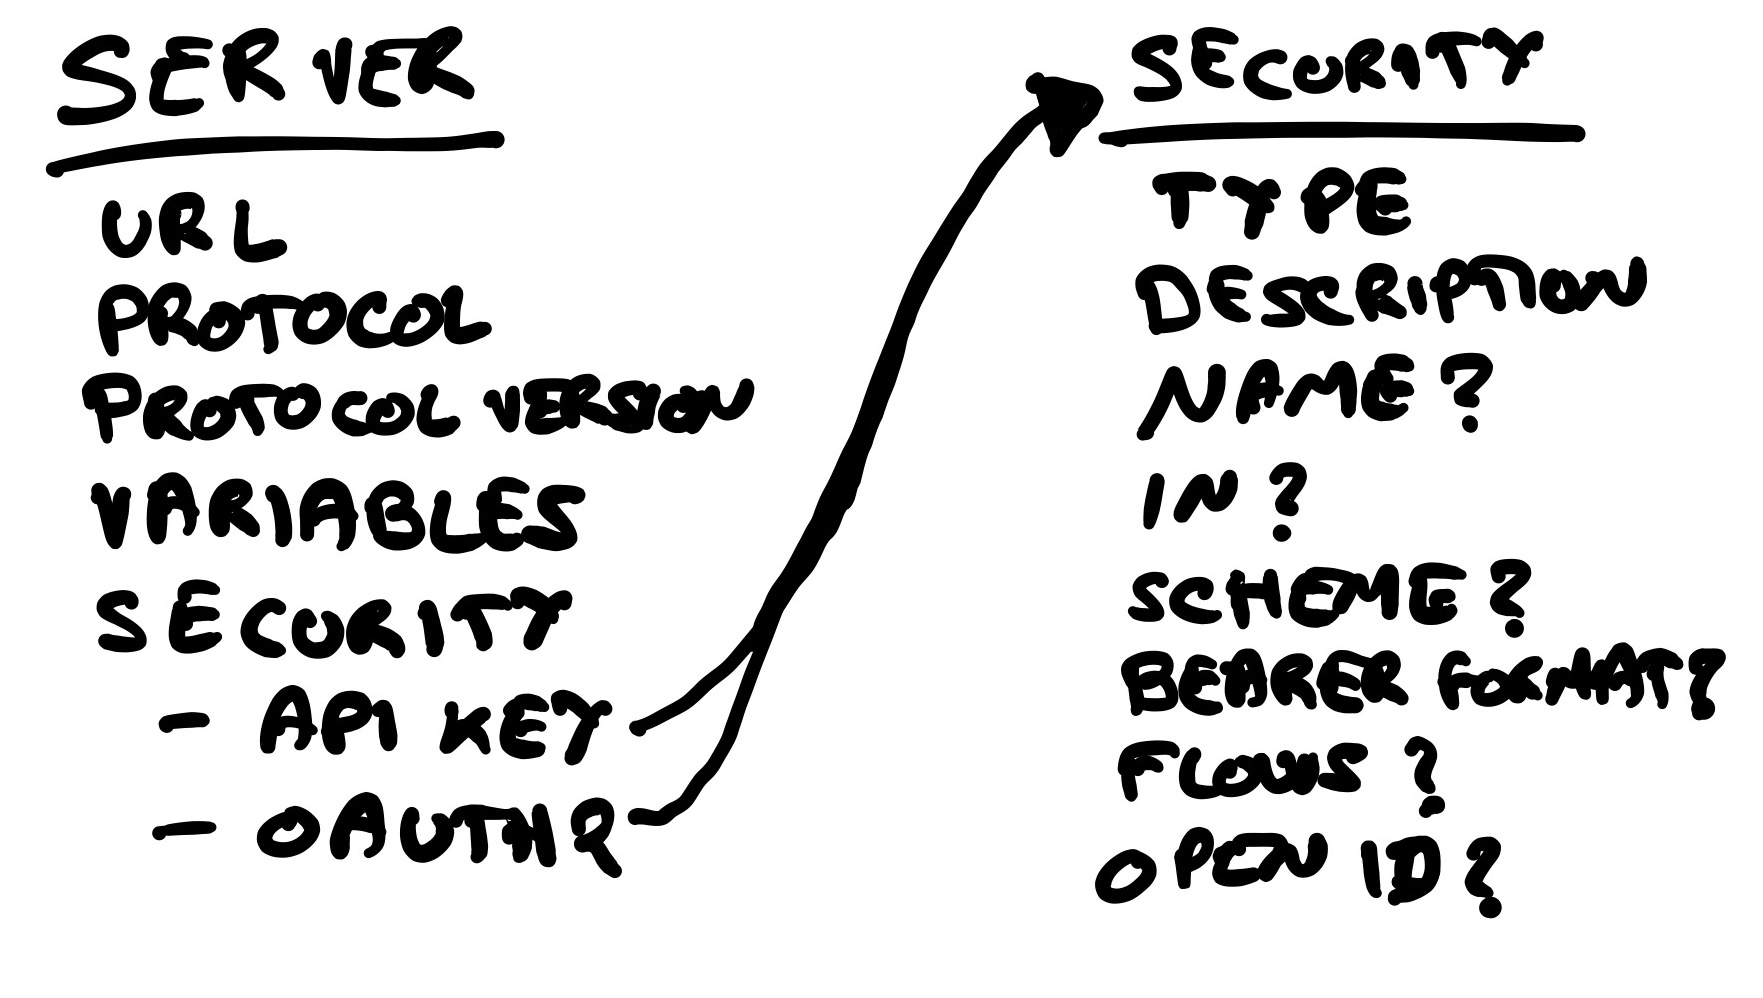 SERVER
URL
PROTOCOL
PROTOCOL VERSION
VARIABLES
SECURITY
- API KEY
- OAUTH2
SECURITY
TYPE
DESCRIPTION
NAME?
IN?
SCHEME?
BEARER FORMAT?
FLOWS?
OPEN ID?